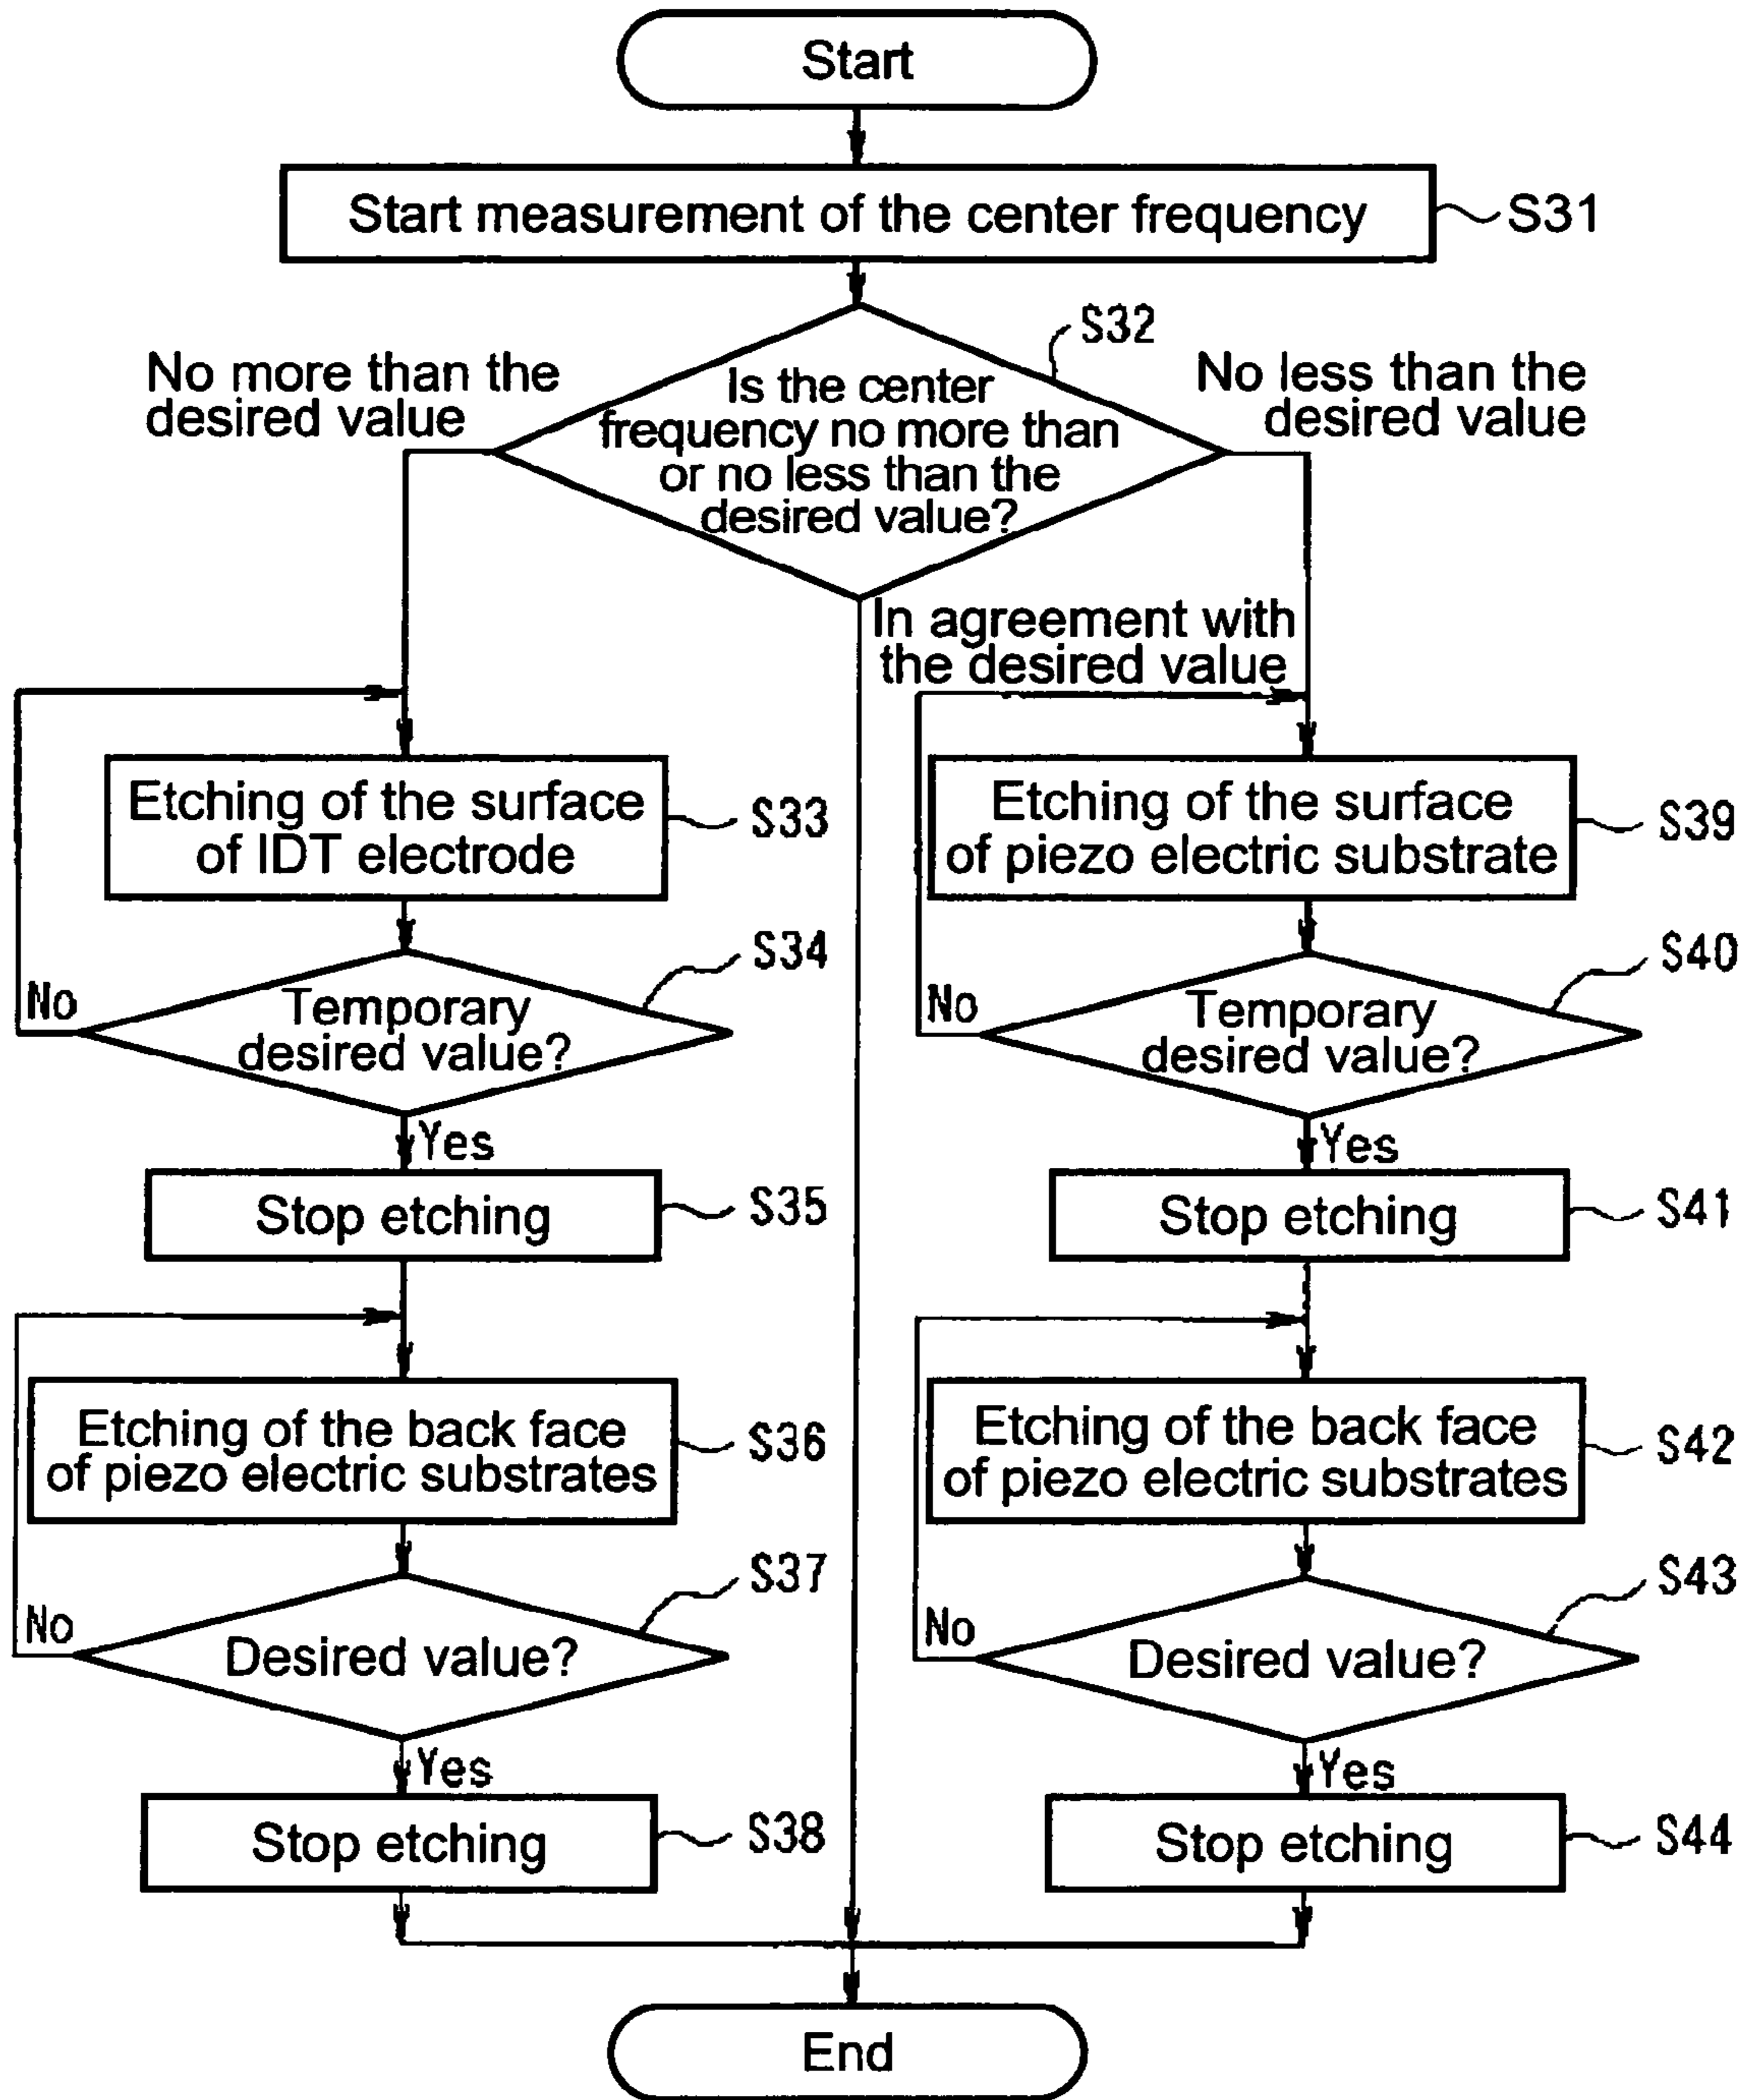 Start
Start measurement of the center frequency
S31
S32
No more than the
desired value
Is the center
frequency no more than
or no less than the
desired value?
No less than the
desired value
In agreement with
the desired value
Etching of the surface
of IDT electrode
S33
Etching of the surface
of piezo electric substrate
S39
S34
No
Temporary
desired value?
S40
No
Temporary
desired value?
Yes
Yes
Stop etching
S35
Stop etching
S41
Etching of the back face
of piezo electric substrates
S36
Etching of the back face
of piezo electric substrates
S42
S37
No
Desired value?
S43
No
Desired value?
Yes
Yes
Stop etching
S38
Stop etching
S44
End